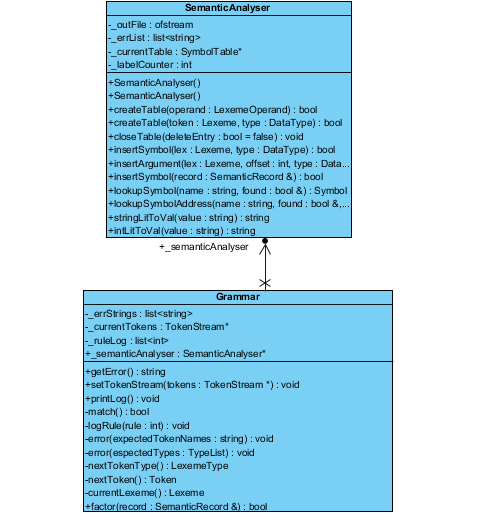 SemanticAnalyser
-_outFile : ofstream
-_errList : list<string>
-_currentTable : SymbolTable*
-_labelCounter : int
+SemanticAnalyser()
+SemanticAnalyser()
+createTable(operand : LexemeOperand) : bool
+createTable(token : Lexeme, type : DataType) : bool
+closeTable(deleteEntry : bool = false) : void
+insertSymbol(lex : Lexeme, type : DataType) : bool
+insertArgument(lex : Lexeme, offset : int, type : Data...
+insertSymbol(record : SemanticRecord &) : bool
+lookupSymbol(name : string, found : bool &) : Symbol
+lookupSymbolAddress(name : string, found : bool &,...
+stringLitToVal(value : string) : string
+intLitToVal(value : string) : string
+_semanticAnalyser
Grammar
-_errStrings : list<string>
-_currentTokens : TokenStream*
-_ruleLog : list<int>
+_semanticAnalyser : SemanticAnalyser*
+getError() : string
+setTokenStream(tokens : TokenStream *) : void
+printLog() : void
-match() : bool
-logRule(rule : int) : void
-error(expectedTokenNames : string) : void
-error(espectedTypes : TypeList) : void
-nextTokenType() : LexemeType
-nextToken() : Token
-currentLexeme() : Lexeme
+factor(record : SemanticRecord &) : bool